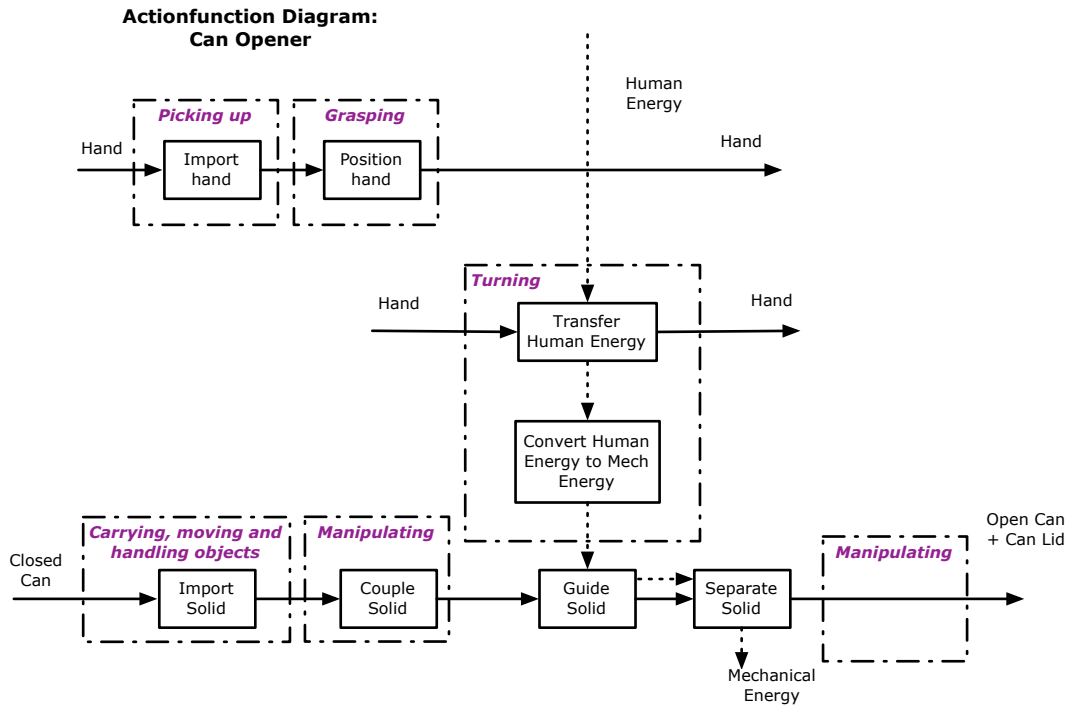 Actionfunction Diagram:
Can Opener
Human
Energy
Picking up
Grasping
Hand
Import
hand
Position
hand
Hand
Turning
Hand
Transfer
Human Energy
Hand
Convert Human
Energy to Mech
Energy
Carrying, moving and
handling objects
Manipulating
Manipulating
Open Can
+ Can Lid
Closed
Can
Import
Solid
Couple
Solid
Guide
Solid
Separate
Solid
Mechanical
Energy